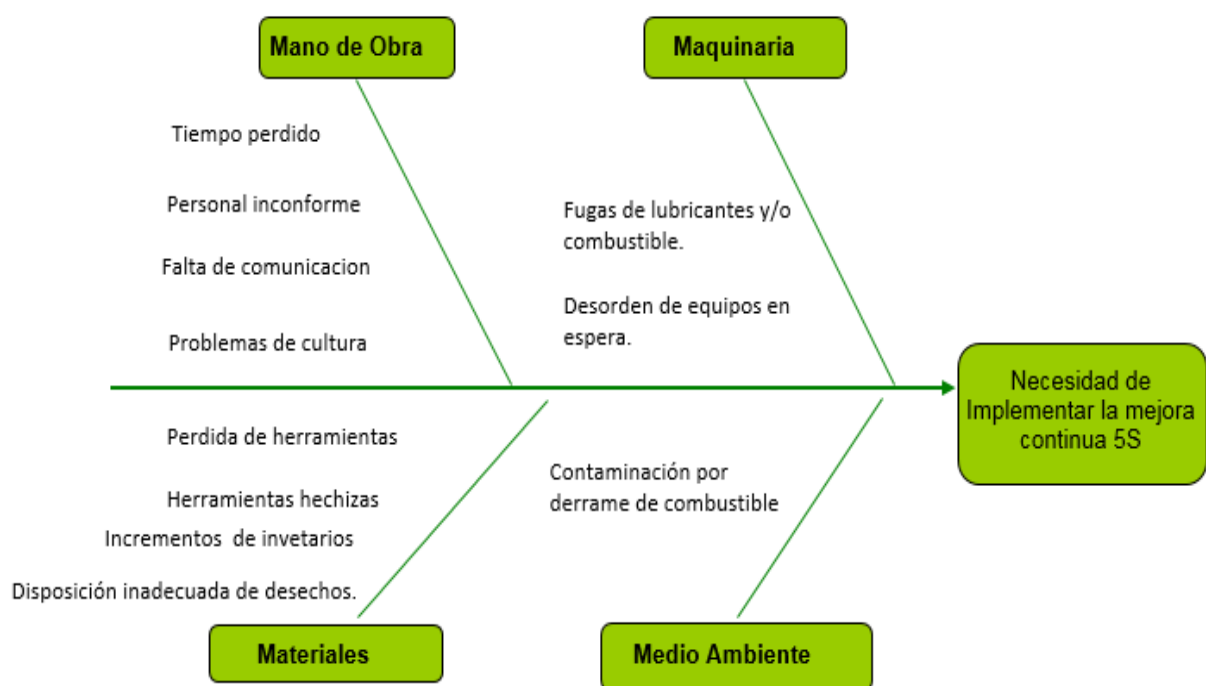 Mano de Obra
Maquinaria
Tiempo perdido
Personal inconforme
Falta de comunicacion
Problemas de cultura
Fugas de lubricantes y/o
combustible.
Desorden de equipos en
espera.
Necesidad de
Implementar la mejora
continua 5S
Perdida de herramientas
Herramientas hechizas
Incrementos de invetarios
Disposición inadecuada de desechos.
Contaminación por
derrame de combustible
Materiales
Medio Ambiente